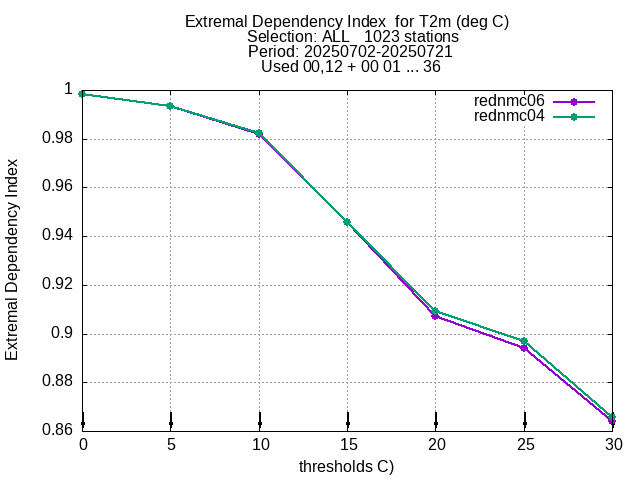 Extremal Dependency Index  for T2m (deg C)
Selection: ALL   1023 stations
Period: 20250702-20250721
Used 00,12 + 00 01 ... 36
rednmc06
rednmc04
Extremal Dependency Index
1
0.98
0.96
0.94
0.92
0.9
0.88
0.86
0 5 10 15 20 25 30
thresholds C)